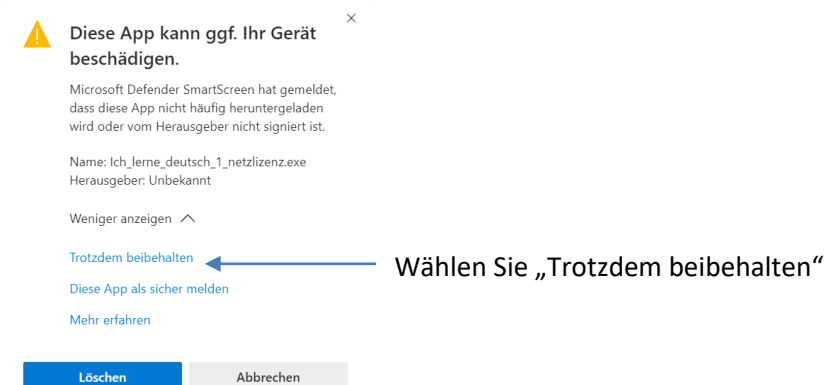 Diese App kann ggf. Ihr Gerät
beschädigen.
Microsoft Defender SmartScreen hat gemeldet,
dass diese App nicht häufig heruntergeladen
wird oder vom Herausgeber nicht signiert ist.
Name: Ich_lerne_deutsch_1_netzlizenz.exe
Herausgeber: Unbekannt
Weniger anzeigen
Trotzdem beibehalten
Wählen Sie „Trotzdem beibehalten“
Diese App als sicher melden
Mehr erfahren
Löschen
Abbrechen